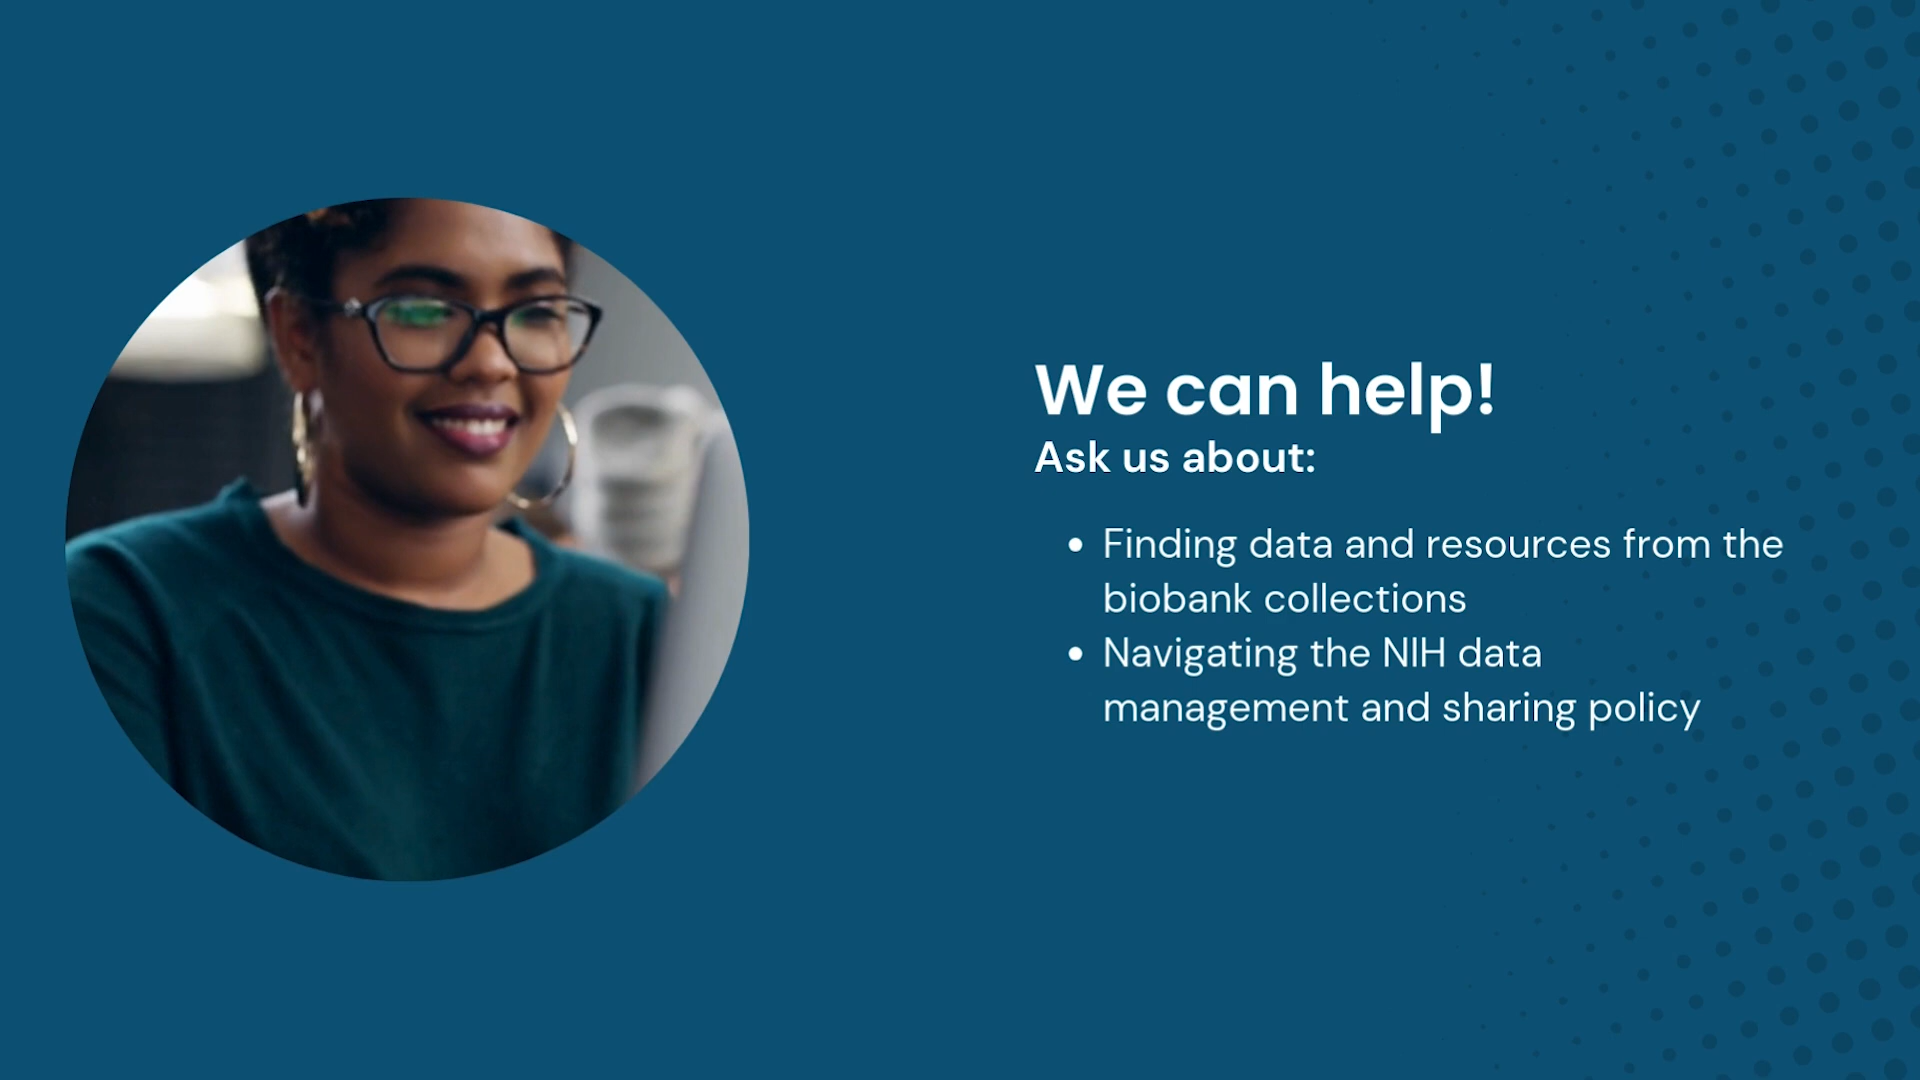 We can help!
Ask us about:
• Finding data and resources from the
biobank collections
• Navigating the NIH data
management and sharing policy